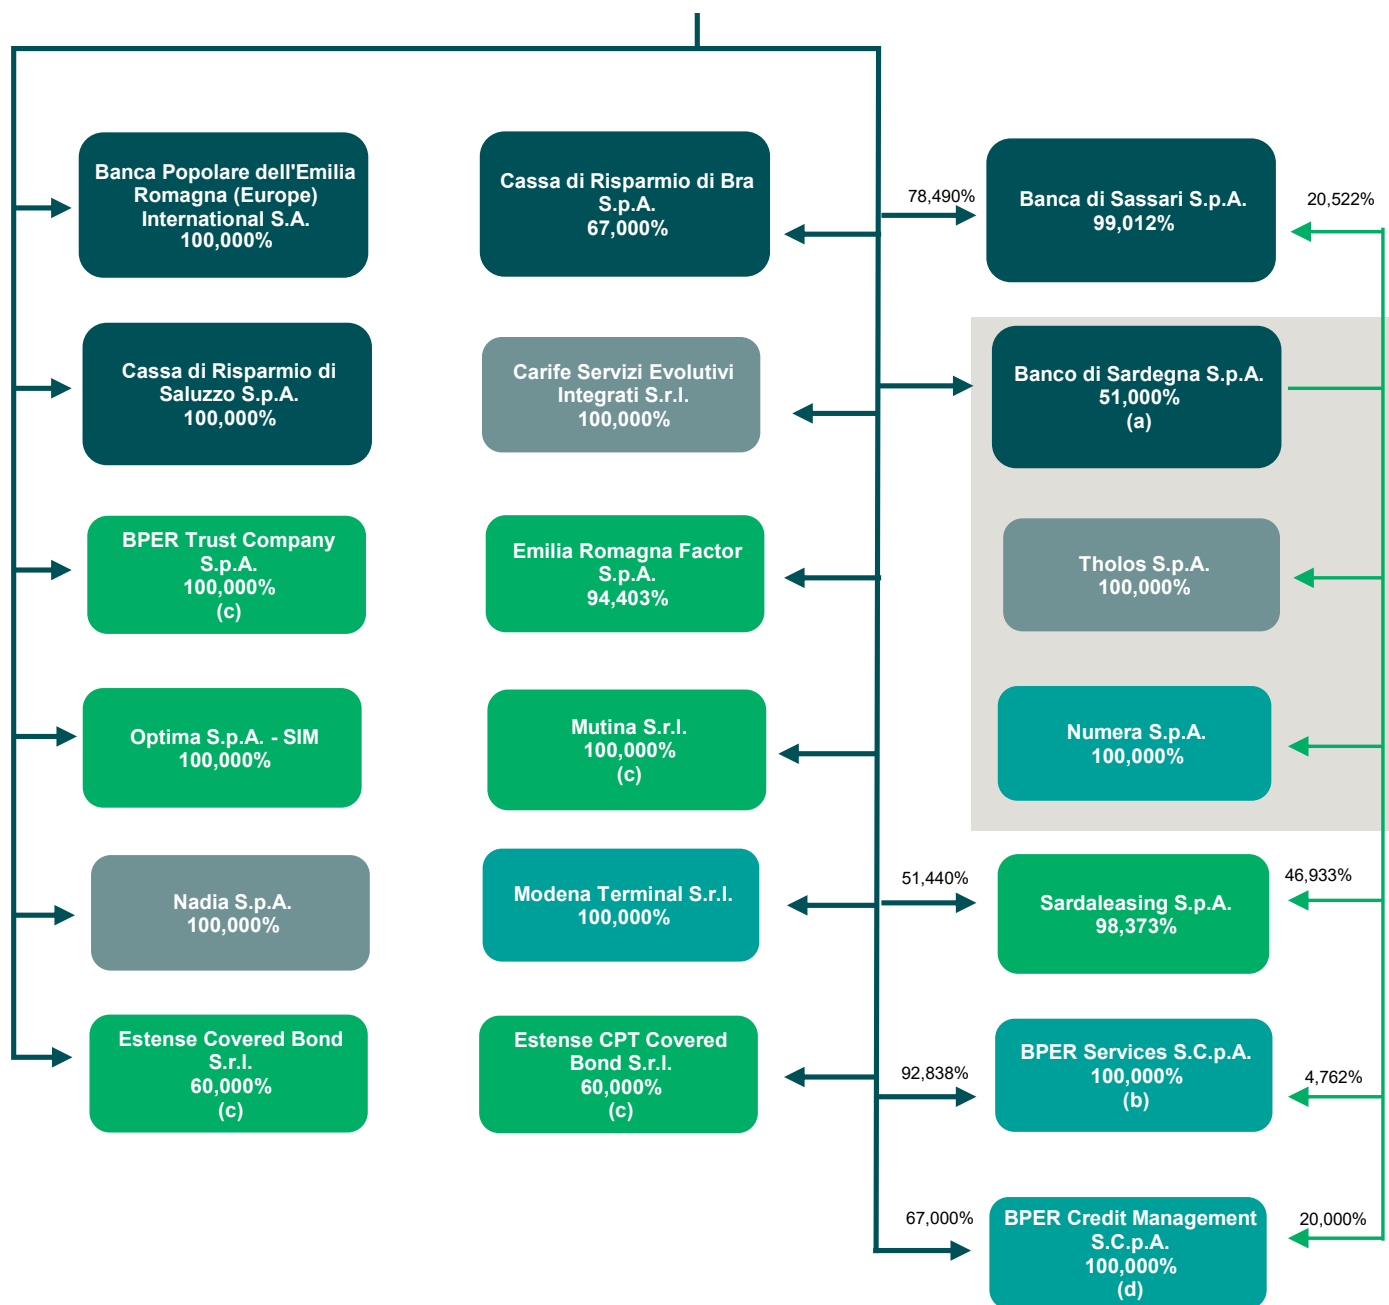 Banca Popolare dell'Emilia
Romagna (Europe)
International S.A.
100,000%
Cassa di Risparmio di Bra
S.p.A.
67,000%
78,490%
Banca di Sassari S.p.A.
99,012%
20,522%
Cassa di Risparmio di
Saluzzo S.p.A.
100,000%
Carife Servizi Evolutivi
Integrati S.r.l.
100,000%
Banco di Sardegna S.p.A.
51,000%
(a)
BPER Trust Company
S.p.A.
100,000%
(c)
Emilia Romagna Factor
S.p.A.
94,403%
Tholos S.p.A.
100,000%
Optima S.p.A. - SIM
100,000%
Mutina S.r.l.
100,000%
(c)
Numera S.p.A.
100,000%
Nadia S.p.A.
100,000%
Modena Terminal S.r.l.
100,000%
51,440%
Sardaleasing S.p.A.
98,373%
46,933%
Estense Covered Bond
S.r.l.
60,000%
(c)
Estense CPT Covered
Bond S.r.l.
60,000%
(c)
92,838%
BPER Services S.C.p.A.
100,000%
(b)
4,762%
67,000%
BPER Credit Management
S.C.p.A.
100,000%
(d)
20,000%